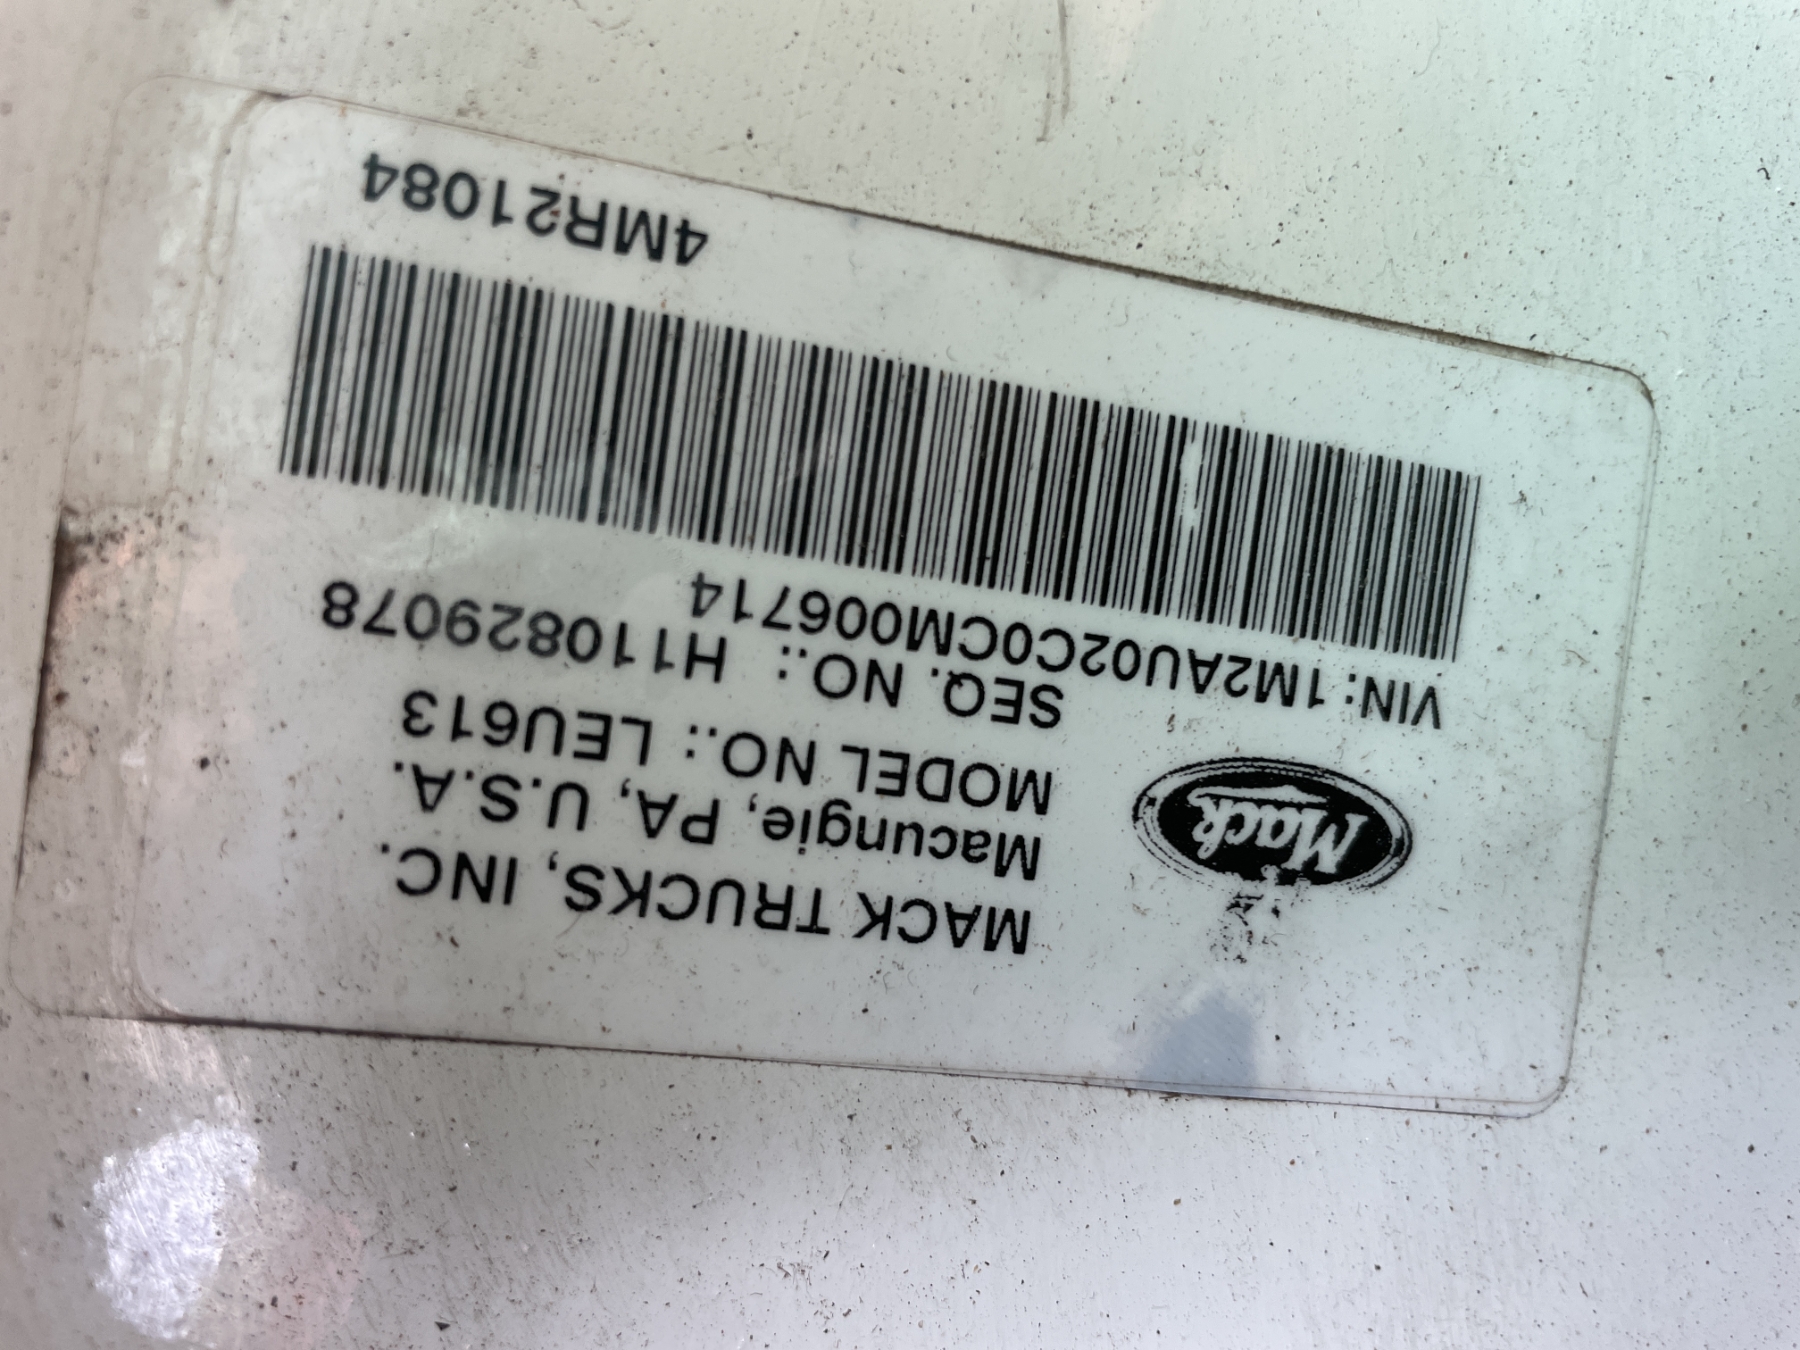 MACK TRUCKS, INC.
Macungie, PA, U.S.A.
MODEL NO.: LEU613
SEQ. NO.: H110829078
Mack
VIN: 1M2AU02C0CM006714
4MR21084